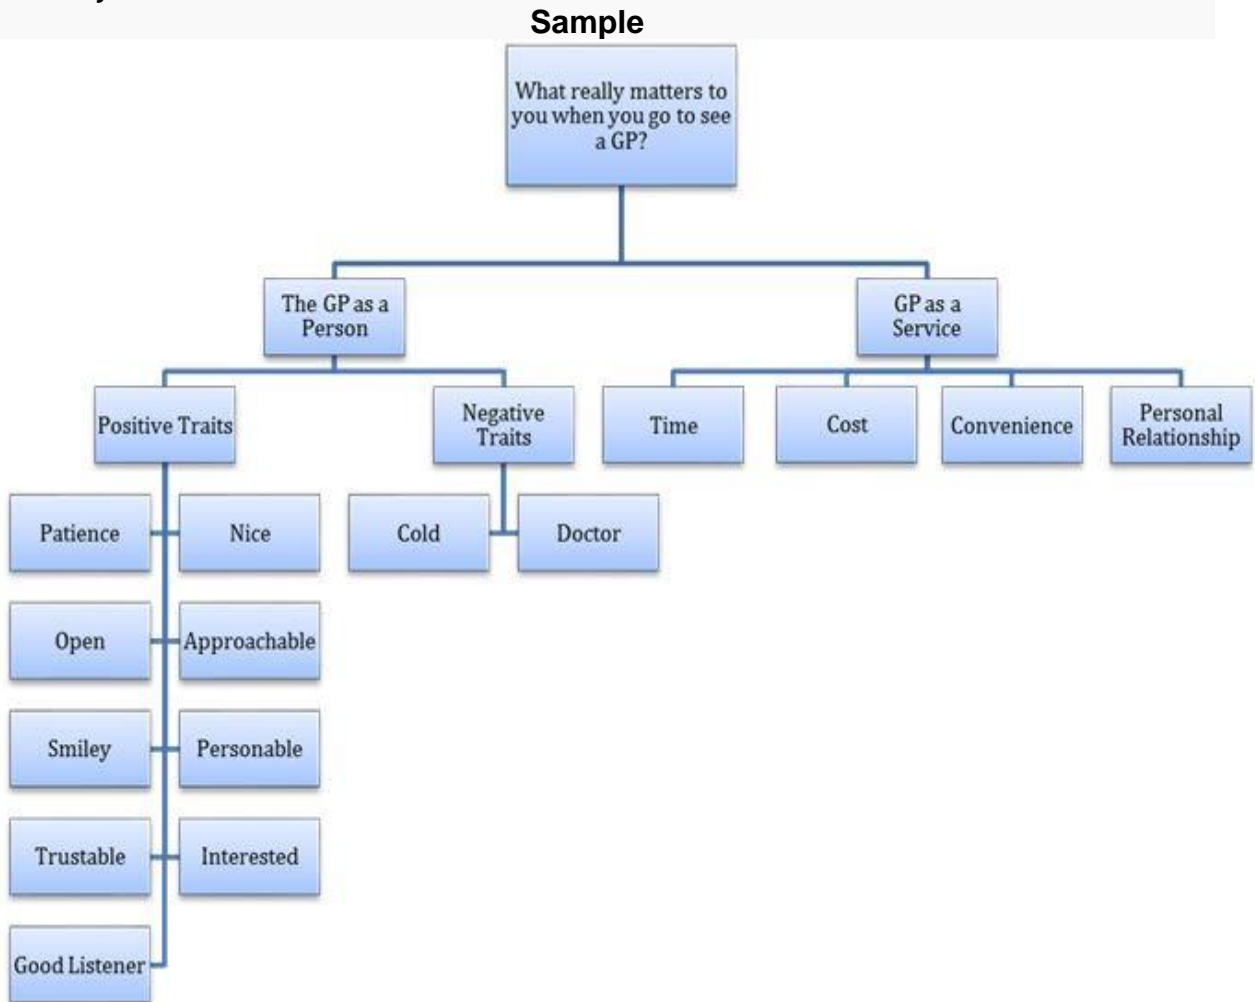 Sample
What really matters to
you when you go to see
a GP?
The GP as a
Person
GP as a
Service
Positive Traits
Negative
Traits
Time
Cost
Convenience
Personal
Relationship
Patience
Nice
Cold
Doctor
Open
Approachable
Smiley
Personable
Trustable
Interested
Good Listener